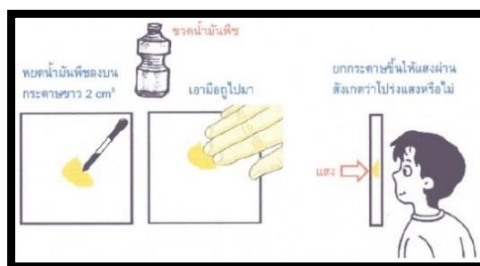 ขวดน้ำมันพืช
หยดน้ำมันพืชลงบน
กระดาษขาว 2 cm³
เอามือถูไปมา
ยกกระดาษขึ้นให้แสงผ่าน
สังเกตว่าโปร่งแสงหรือไม่
แสง